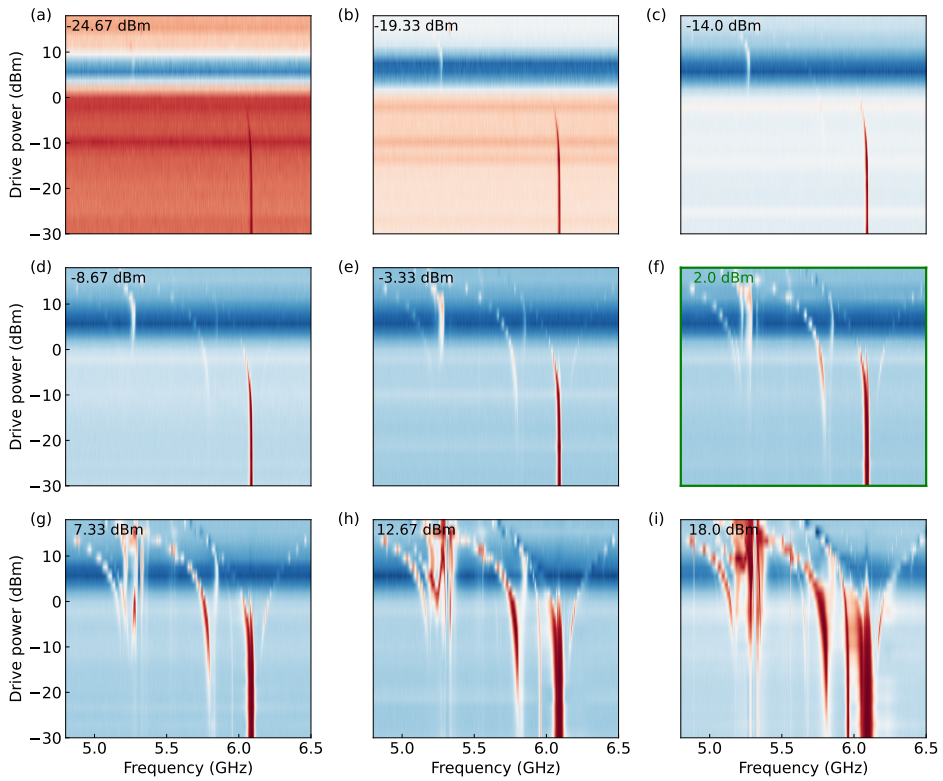 (a) -24.67 dBm
(b) -19.33 dBm
(c) -14.0 dBm
Drive power (dBm)
10
0
−10
−20
−30
(d) -8.67 dBm
(e) -3.33 dBm
(f) 2.0 dBm
Drive power (dBm)
10
0
−10
−20
−30
(g) 7.33 dBm
(h) 12.67 dBm
(i) 18.0 dBm
Drive power (dBm)
10
0
−10
−20
−30
5.0 5.5 6.0 6.5
5.0 5.5 6.0 6.5
5.0 5.5 6.0 6.5
Frequency (GHz)
Frequency (GHz)
Frequency (GHz)